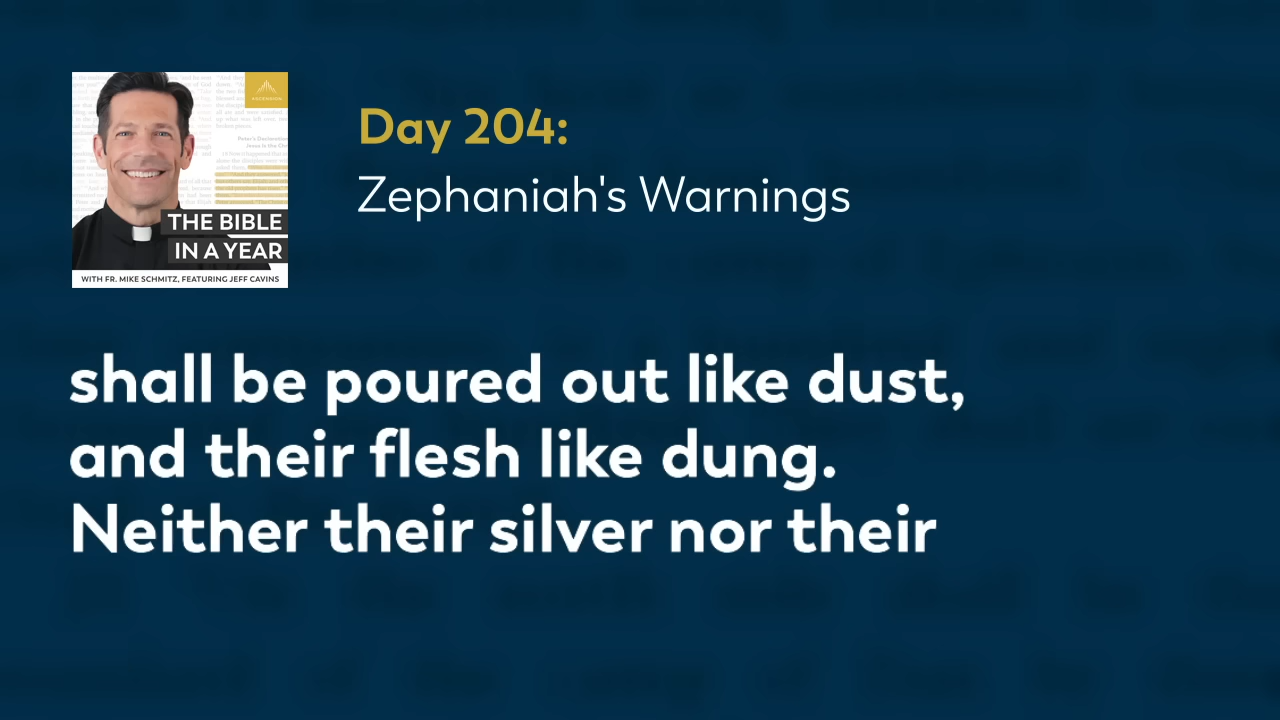 ASCENSION
THE BIBLE
IN A YEAR
WITH FR. MIKE SCHMITZ, FEATURING JEFF CAVINS
Day 204:
Zephaniah's Warnings
shall be poured out like dust,
and their flesh like dung.
Neither their silver nor their